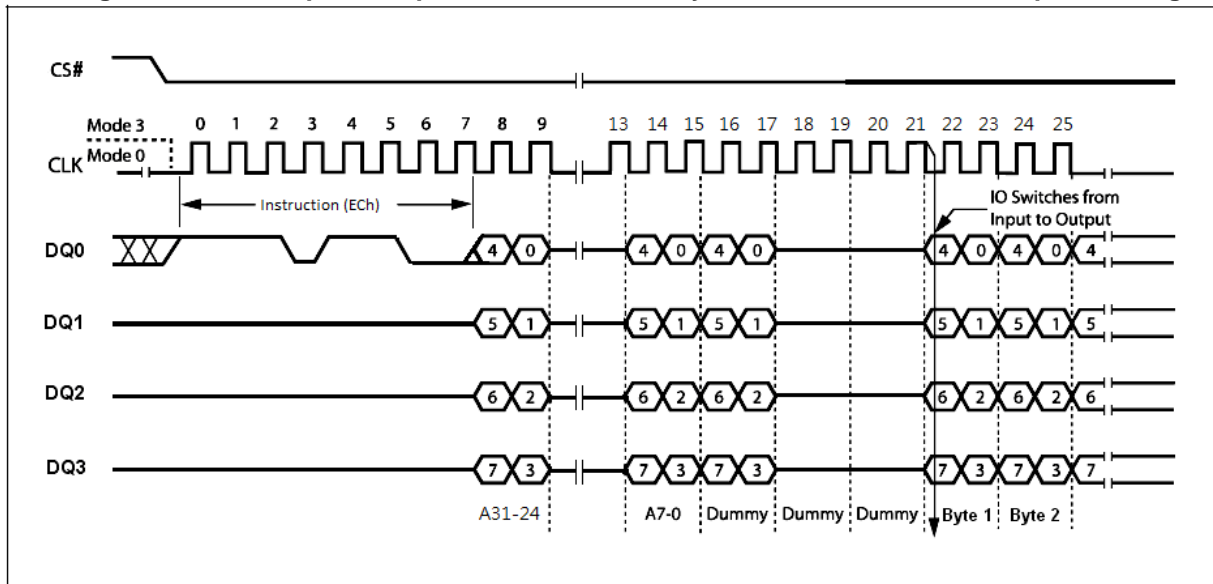 CS#
Mode 3
0 1 2 3 4 5 6 7 8 9 13 14 15 16 17 18 19 20 21 22 23 24 25
CLK Mode 0
Instruction (ECh)
IO Switches from
Input to Output
DQ0 4 0 4 0 4 0 4 0 4 0 4
DQ1 5 1 5 1 5 1 5 1 5 1 5
DQ2 6 2 6 2 6 2 6 2 6 2 6
DQ3 7 3 7 3 7 3 7 3 7 3 7
A31-24 A7-0 Dummy Dummy Dummy Byte 1 Byte 2